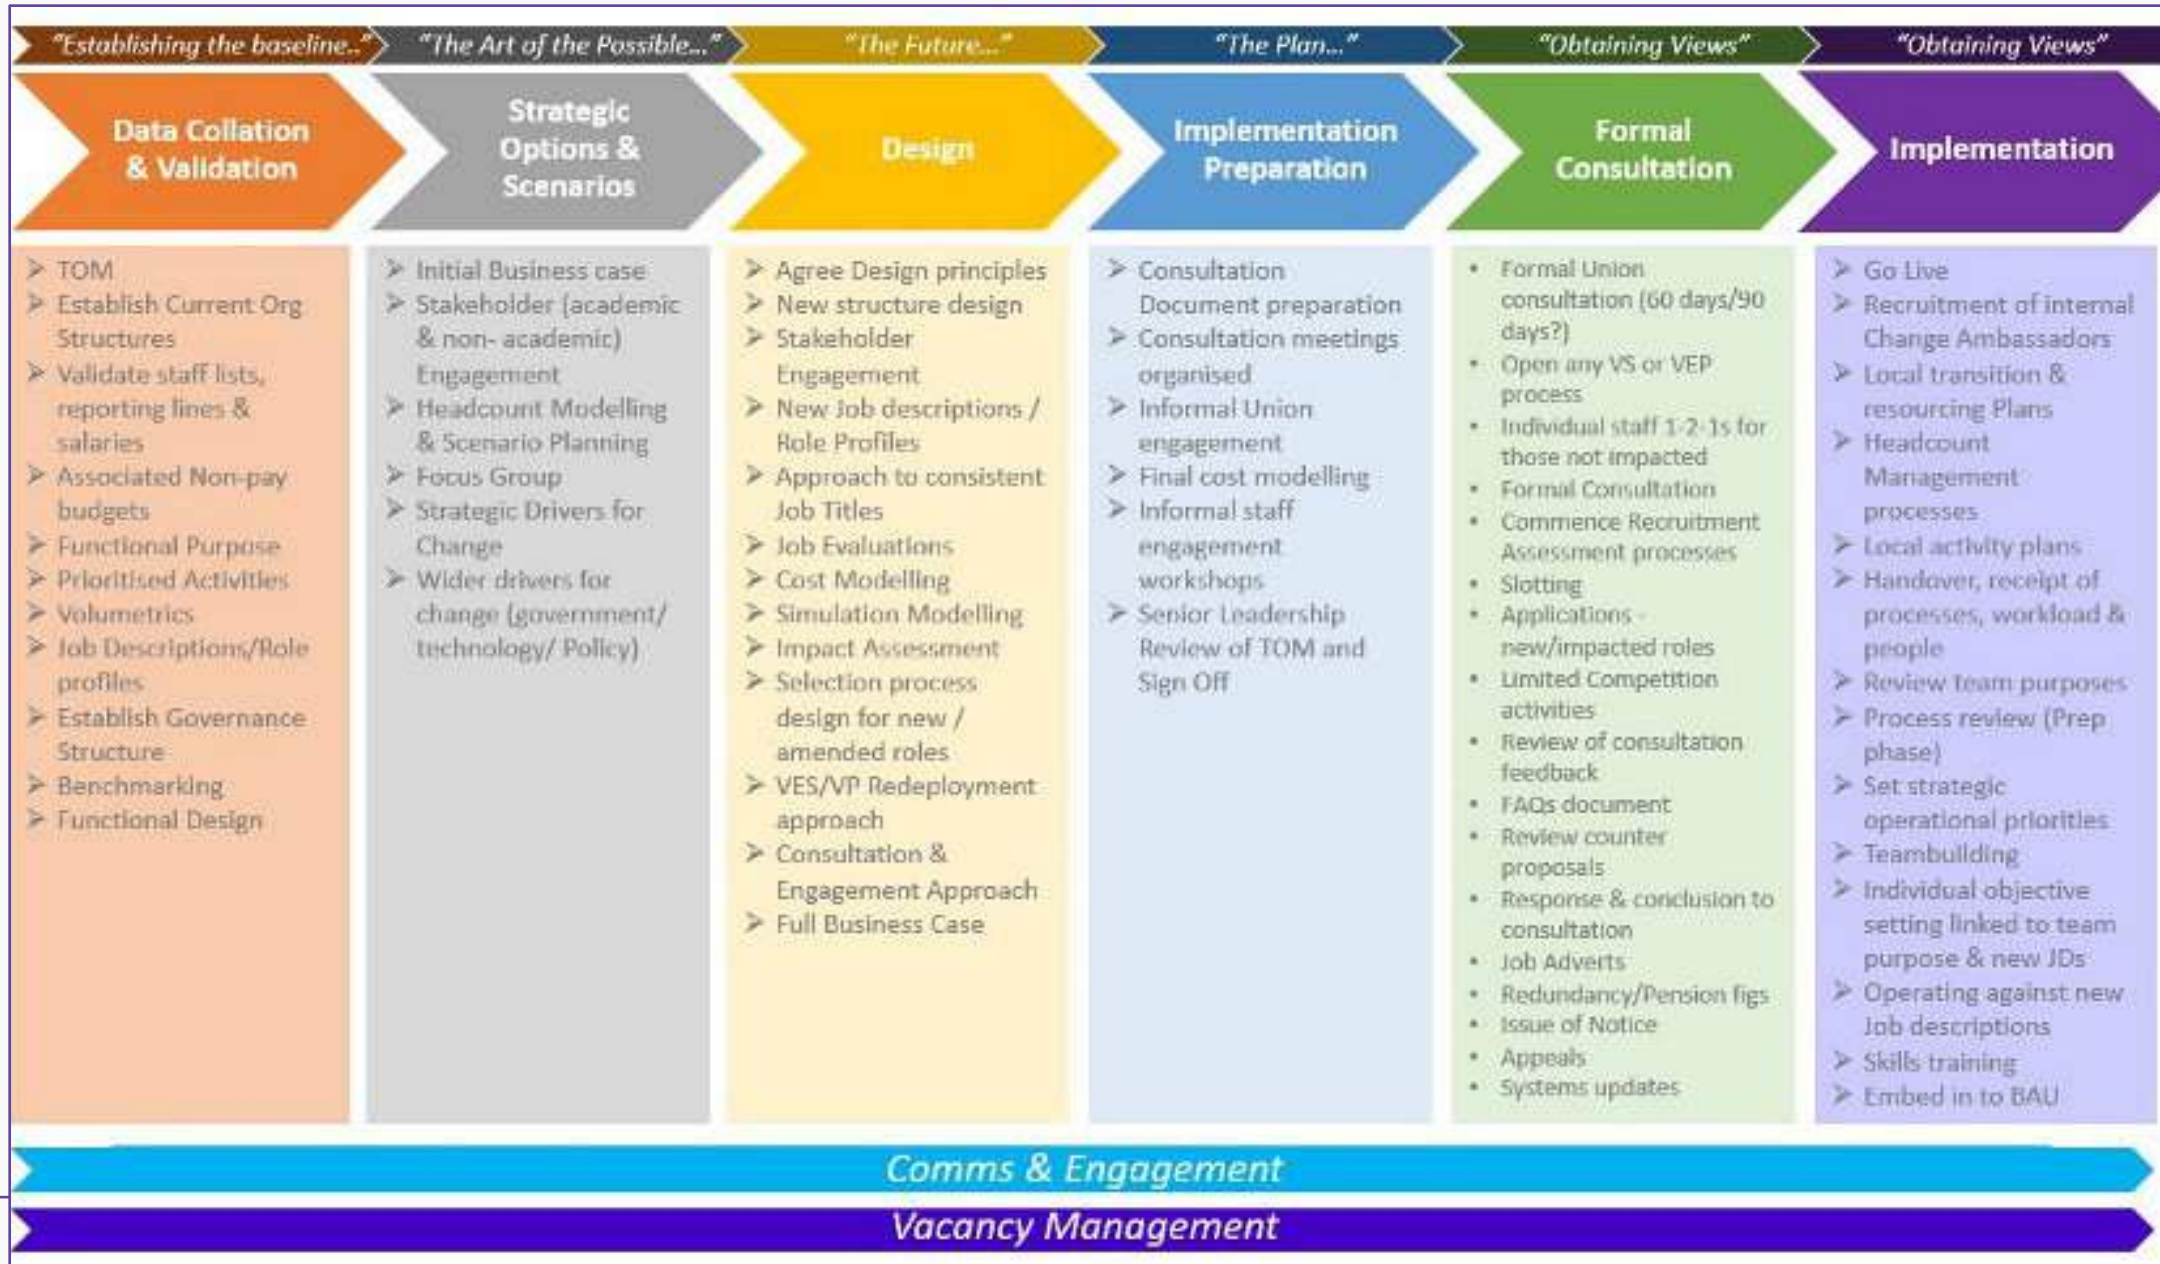 "Establishing the baseline.."
"The Art of the Possible..."
"The Future..."
"The Plan..."
"Obtaining Views"
"Obtaining Views"
Data Collation
& Validation
Strategic
Options &
Scenarios
Design
Implementation
Preparation
Formal
Consultation
Implementation
➢ TOM
➢ Establish Current Org
Structures
➢ Validate staff lists,
reporting lines &
salaries
➢ Associated Non-pay
budgets
➢ Functional Purpose
➢ Prioritised Activities
➢ Volumetrics
➢ Job Descriptions/Role
profiles
➢ Establish Governance
Structure
➢ Benchmarking
➢ Functional Design
➢ Initial Business case
➢ Stakeholder (academic
& non- academic)
Engagement
➢ Headcount Modelling
& Scenario Planning
➢ Focus Group
➢ Strategic Drivers for
Change
➢ Wider drivers for
change (government/
technology/ Policy)
➢ Agree Design principles
➢ New structure design
➢ Stakeholder
Engagement
➢ New Job descriptions /
Role Profiles
➢ Approach to consistent
Job Titles
➢ Job Evaluations
➢ Cost Modelling
➢ Simulation Modelling
➢ Impact Assessment
➢ Selection process
design for new /
amended roles
➢ VES/VP Redeployment
approach
➢ Consultation &
Engagement Approach
➢ Full Business Case
➢ Consultation
Document preparation
➢ Consultation meetings
organised
➢ Informal Union
engagement
➢ Final cost modelling
➢ Informal staff
engagement
workshops
➢ Senior Leadership
Review of TOM and
Sign Off
• Formal Union
consultation (60 days/90
days?)
• Open any VS or VEP
process
• Individual staff 1-2-1s for
those not impacted
• Formal Consultation
• Commence Recruitment
Assessment processes
• Slotting
• Applications -
new/impacted roles
• Limited Competition
activities
• Review of consultation
feedback
• FAQs document
• Review counter
proposals
• Response & conclusion to
consultation
• Job Adverts
• Redundancy/Pension figs
• Issue of Notice
• Appeals
• Systems updates
➢ Go Live
➢ Recruitment of internal
Change Ambassadors
➢ Local transition &
resourcing Plans
➢ Headcount
Management
processes
➢ Local activity plans
➢ Handover, receipt of
processes, workload &
people
➢ Review team purposes
➢ Process review (Prep
phase)
➢ Set strategic
operational priorities
➢ Teambuilding
➢ Individual objective
setting linked to team
purpose & new JDs
➢ Operating against new
Job descriptions
➢ Skills training
➢ Embed in to BAU
Comms & Engagement
Vacancy Management